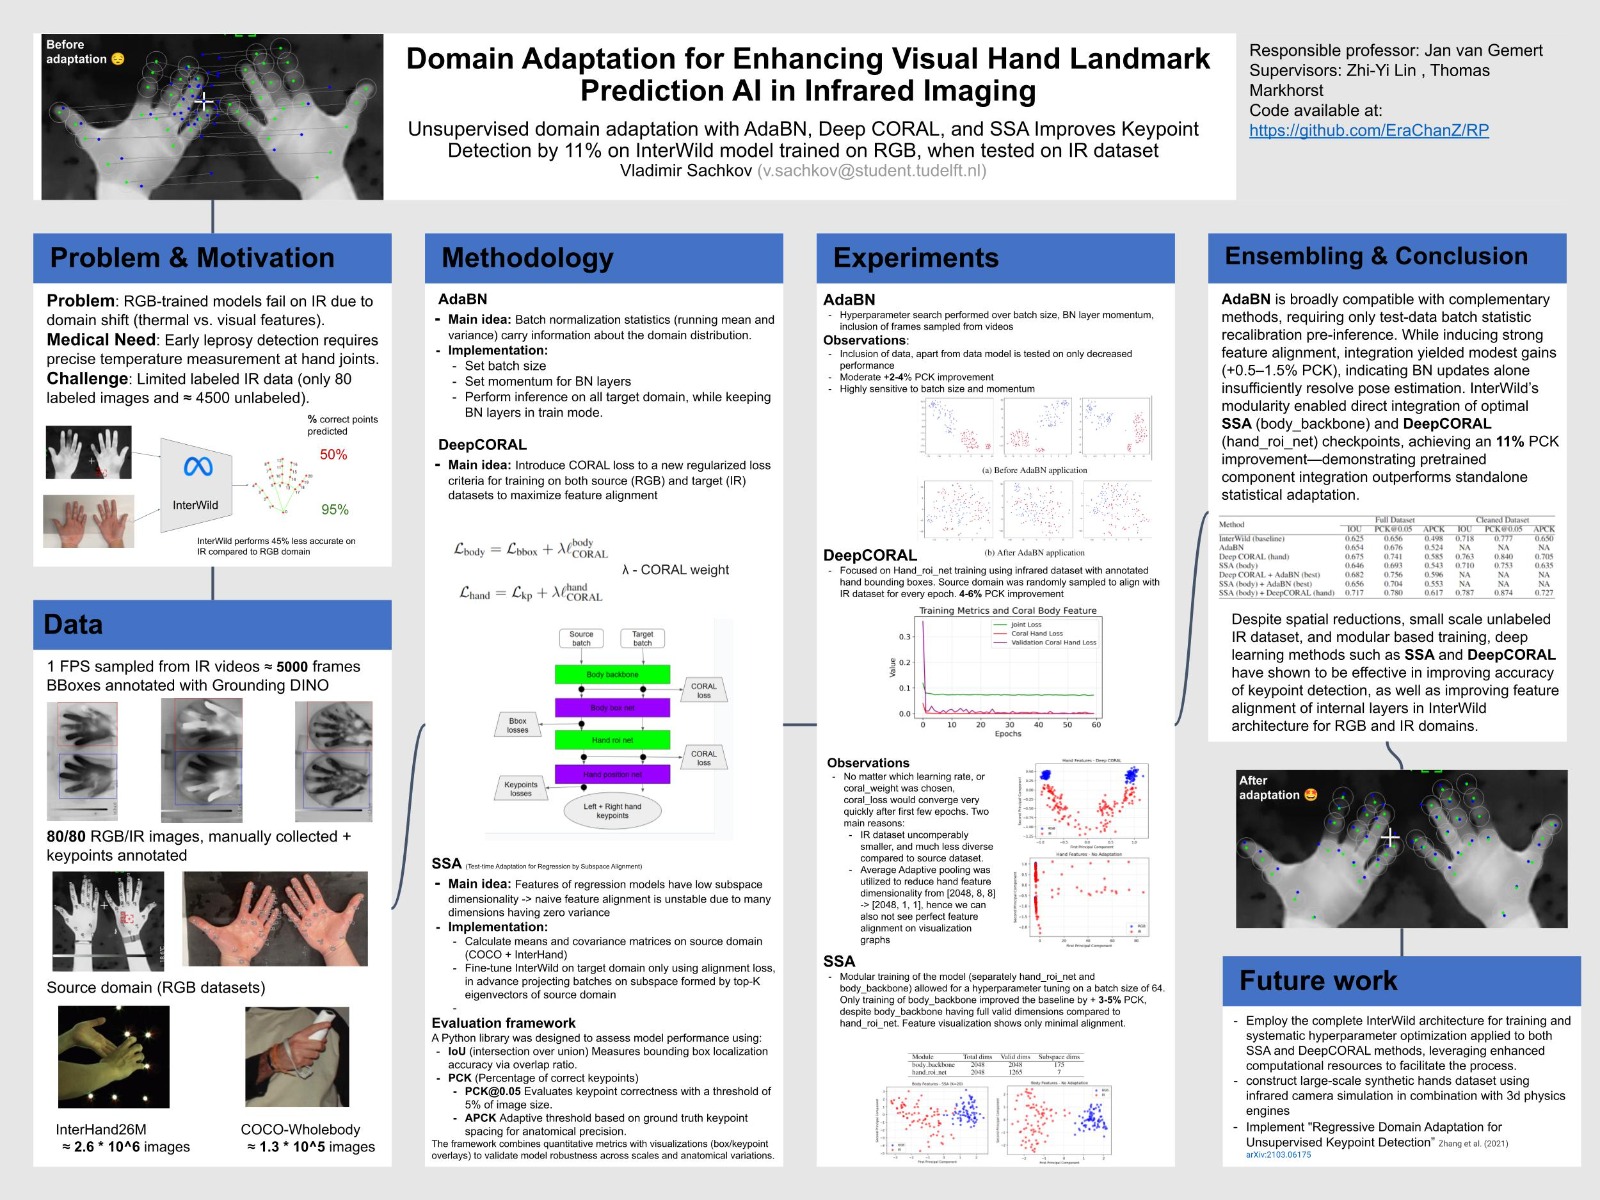 Before
adaptation 😔
Domain Adaptation for Enhancing Visual Hand Landmark
Prediction AI in Infrared Imaging
Unsupervised domain adaptation with AdaBN, Deep CORAL, and SSA Improves Keypoint
Detection by 11% on InterWild model trained on RGB, when tested on IR dataset
Vladimir Sachkov (v.sachkov@student.tudelft.nl)
Responsible professor: Jan van Gemert
Supervisors: Zhi-Yi Lin , Thomas
Markhorst
Code available at:
https://github.com/EraChanZ/RP
Problem & Motivation
Problem: RGB-trained models fail on IR due to
domain shift (thermal vs. visual features).
Medical Need: Early leprosy detection requires
precise temperature measurement at hand joints.
Challenge: Limited labeled IR data (only 80
labeled images and ≈ 4500 unlabeled).
% correct points
predicted
50%
InterWild
95%
InterWild performs 45% less accurate on
IR compared to RGB domain
Data
1 FPS sampled from IR videos ≈ 5000 frames
BBoxes annotated with Grounding DINO
80/80 RGB/IR images, manually collected +
keypoints annotated
Source domain (RGB datasets)
InterHand26M
≈ 2.6 * 10^6 images
COCO-Wholebody
≈ 1.3 * 10^5 images
Methodology
AdaBN
- Main idea: Batch normalization statistics (running mean and
variance) carry information about the domain distribution.
- Implementation:
- Set batch size
- Set momentum for BN layers
- Perform inference on all target domain, while keeping
BN layers in train mode.
DeepCORAL
- Main idea: Introduce CORAL loss to a new regularized loss
criteria for training on both source (RGB) and target (IR)
datasets to maximize feature alignment
ℒbody = ℒbbox + λℓ^body_CORAL
λ - CORAL weight
ℒhand = ℒkp + λℓ^hand_CORAL
Source
batch
Target
batch
Body backbone
CORAL
loss
Body ose net
Bbox
losses
Hand roi net
CORAL
loss
Hand position net
Keypoints
losses
Left + Right hand
keypoints
SSA (Test-time Adaptation for Regression by Subspace Alignment)
- Main idea: Features of regression models have low subspace
dimensionality -> naive feature alignment is unstable due to many
dimensions having zero variance
- Implementation:
- Calculate means and covariance matrices on source domain
(COCO + InterHand)
- Fine-tune InterWild on target domain only using alignment loss,
in advance projecting batches on subspace formed by top-K
eigenvectors of source domain
-
Evaluation framework
A Python library was designed to assess model performance using:
- IoU (intersection over union) Measures bounding box localization
accuracy via overlap ratio.
- PCK (Percentage of correct keypoints)
- PCK@0.05 Evaluates keypoint correctness with a threshold of
5% of image size.
- APCK Adaptive threshold based on ground truth keypoint
spacing for anatomical precision.
The framework combines quantitative metrics with visualizations (box/keypoint
overlays) to validate model robustness across scales and anatomical variations.
Experiments
AdaBN
- Hyperparameter search performed over batch size, BN layer momentum,
inclusion of frames sampled from videos
Observations:
- Inclusion of data, apart from data model is tested on only decreased
performance
- Moderate +2-4% PCK improvement
- Highly sensitive to batch size and momentum
(a) Before AdaBN application
(b) After AdaBN application
DeepCORAL
- Focused on Hand_roi_net training using infrared dataset with annotated
hand bounding boxes. Source domain was randomly sampled to align with
IR dataset for every epoch. 4-6% PCK improvement
Training Metrics and Coral Body Feature
Joint Loss
Coral Hand Loss
Validation Coral Hand Loss
Value
0.3
0.2
0.1
0.0
0 10 20 30 40 50 60
Epochs
Observations
- No matter which learning rate, or
coral_weight was chosen,
coral_loss would converge very
quickly after first few epochs. Two
main reasons:
- IR dataset uncomperably
smaller, and much less diverse
compared to source dataset.
- Average Adaptive pooling was
utilized to reduce hand feature
dimensionality from [2048, 8, 8]
-> [2048, 1, 1], hence we can
also not see perfect feature
alignment on visualization
graphs
Hand Features - Deep CORAL
First Principal Component
Hand Features - No Adaptation
First Principal Component
SSA
- Modular training of the model (separately hand_roi_net and
body_backbone) allowed for a hyperparameter tuning on a batch size of 64.
Only training of body_backbone improved the baseline by + 3-5% PCK,
despite body_backbone having full valid dimensions compared to
hand_roi_net. Feature visualization shows only minimal alignment.
Module Total dims Valid dims Subspace dims
body_backbone 2048 2048 175
hand_roi_net 2048 1265 7
Body Features - No Adaptation
First Principal Component
First Principal Component
Ensembling & Conclusion
AdaBN is broadly compatible with complementary
methods, requiring only test-data batch statistic
recalibration pre-inference. While inducing strong
feature alignment, integration yielded modest gains
(+0.5–1.5% PCK), indicating BN updates alone
insufficiently resolve pose estimation. InterWild's
modularity enabled direct integration of optimal
SSA (body_backbone) and DeepCORAL
(hand_roi_net) checkpoints, achieving an 11% PCK
improvement—demonstrating pretrained
component integration outperforms standalone
statistical adaptation.
Full Dataset Cleaned Dataset
Method IOU PCK@0.05 APCK IOU PCK@0.05 APCK
InterWild (baseline) 0.625 0.656 0.498 0.718 0.777 0.650
AdaBN 0.654 0.676 0.524 NA NA NA
Deep CORAL (hand) 0.675 0.741 0.585 0.763 0.840 0.705
SSA (body) 0.646 0.693 0.543 0.710 0.753 0.635
Deep CORAL + AdaBN (best) 0.682 0.756 0.596 NA NA NA
SSA (body) + AdaBN (best) 0.656 0.704 0.553 NA NA NA
SSA (body) + DeepCORAL (hand) 0.717 0.780 0.617 0.787 0.874 0.727
Despite spatial reductions, small scale unlabeled
IR dataset, and modular based training, deep
learning methods such as SSA and DeepCORAL
have shown to be effective in improving accuracy
of keypoint detection, as well as improving feature
alignment of internal layers in InterWild
architecture for RGB and IR domains.
After
adaptation 🤩
Future work
- Employ the complete InterWild architecture for training and
systematic hyperparameter optimization applied to both
SSA and DeepCORAL methods, leveraging enhanced
computational resources to facilitate the process.
- construct large-scale synthetic hands dataset using
infrared camera simulation in combination with 3d physics
engines
- Implement "Regressive Domain Adaptation for
Unsupervised Keypoint Detection" Zhang et al. (2021)
arXiv:2103.06175